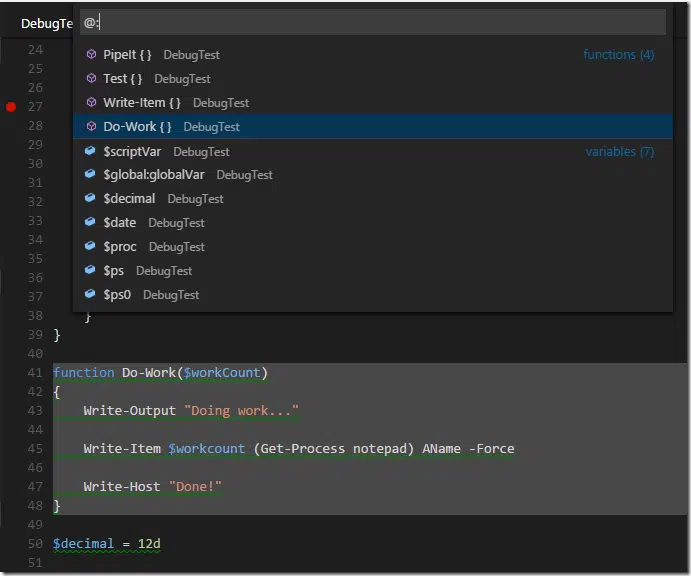 DebugTe
@:
24
PipeIt { } DebugTest functions (4)
25
Test { } DebugTest
26
27
Write-Item { } DebugTest
28
Do-Work { } DebugTest
29
$scriptVar DebugTest variables (7)
30
$global:globalVar DebugTest
31
$decimal DebugTest
32
33
$date DebugTest
34
$proc DebugTest
35
$ps DebugTest
36
37
$ps0 DebugTest
38 }
39 }
40
41 function Do-Work($workCount)
42 {
43 Write-Output "Doing work..."
44
45 Write-Item $workcount (Get-Process notepad) AName -Force
46
47 Write-Host "Done!"
48 }
49
50 $decimal = 12d
51